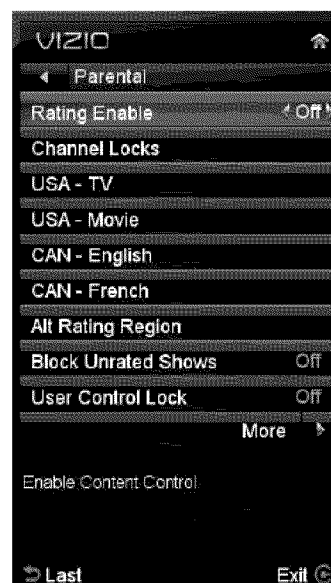 VIZIO
Parental
Rating Enable Off
Channel Locks
USA - TV
USA - Movie
CAN - English
CAN - French
Alt Rating Region
Block Unrated Shows Off
User Control Lock Off
More
Enable Content Control
Last Exit